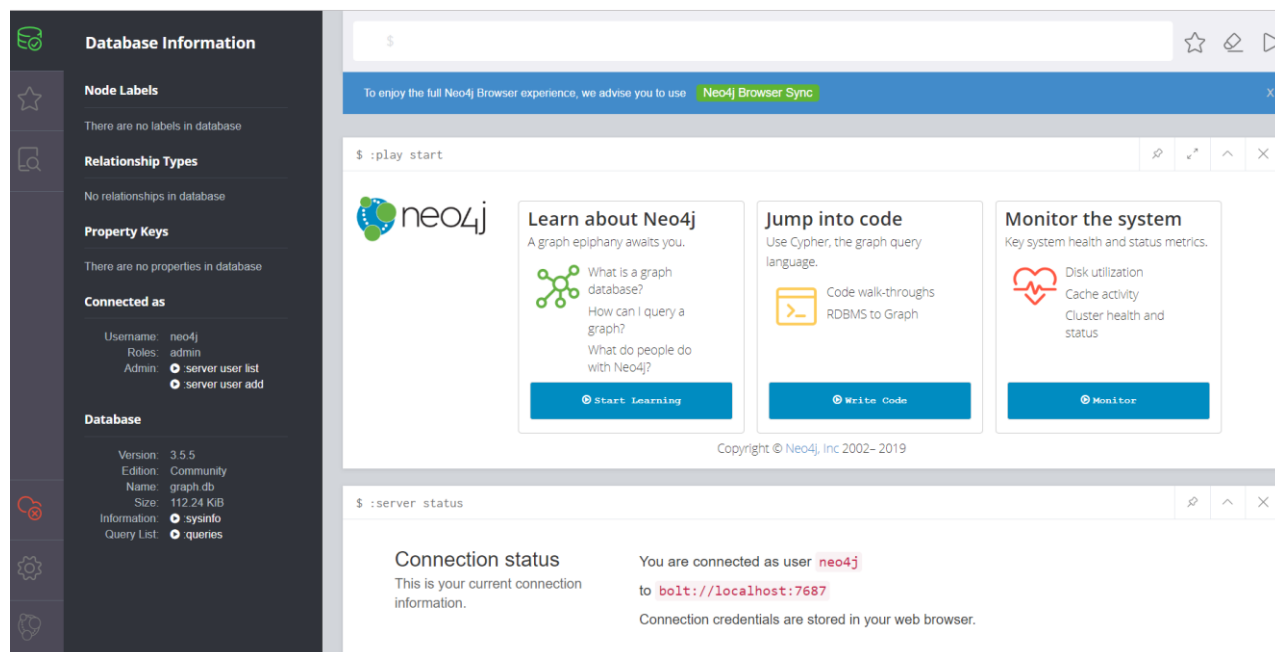 Database Information
Node Labels
There are no labels in database
Relationship Types
No relationships in database
Property Keys
There are no properties in database
Connected as
Username: neo4j
Roles: admin
Admin: :server user list
:server user add
Database
Version: 3.5.5
Edition: Community
Name: graph.db
Size: 112.24 KiB
Information: :sysinfo
Query List: :queries
$
To enjoy the full Neo4j Browser experience, we advise you to use Neo4j Browser Sync X
$ :play start
neo4j
Learn about Neo4j
A graph epiphany awaits you.
What is a graph
database?
How can I query a
graph?
What do people do
with Neo4j?
Start Learning
Jump into code
Use Cypher, the graph query
language.
Code walk-throughs
RDBMS to Graph
Write Code
Monitor the system
Key system health and status metrics.
Disk utilization
Cache activity
Cluster health and
status
Monitor
Copyright © Neo4j, Inc 2002– 2019
$ :server status
Connection status
This is your current connection
information.
You are connected as user neo4j
to bolt://localhost:7687
Connection credentials are stored in your web browser.